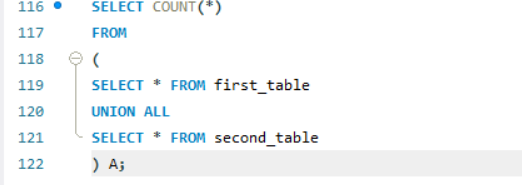 116 SELECT COUNT(*)
117 FROM
118 (
119 SELECT * FROM first_table
120 UNION ALL
121 SELECT * FROM second_table
122 ) A;